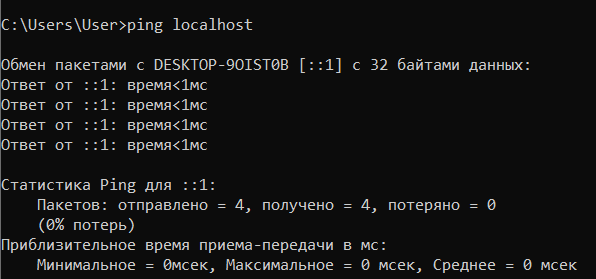 C:\Users\User>ping localhost
Обмен пакетами с DESKTOP-9OIST0B [::1] с 32 байтами данных:
Ответ от ::1: время<1мс
Ответ от ::1: время<1мс
Ответ от ::1: время<1мс
Ответ от ::1: время<1мс
Статистика Ping для ::1:
Пакетов: отправлено = 4, получено = 4, потеряно = 0
(0% потерь)
Приблизительное время приема-передачи в мс:
Минимальное = 0мсек, Максимальное = 0 мсек, Среднее = 0 мсек